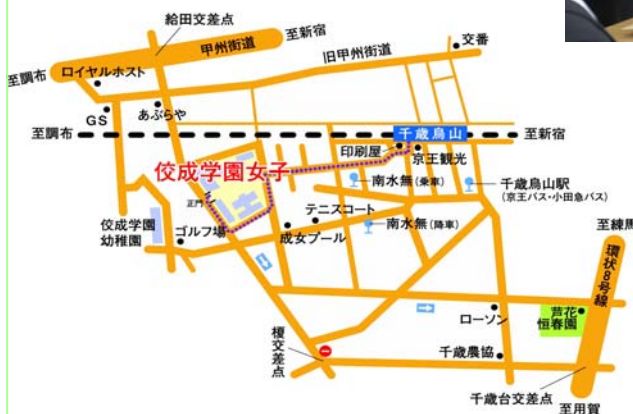 給田交差点
甲州街道
至新宿
交番
旧甲州街道
至調布
ロイヤルホスト
GS
あぶらや
至調布
千歳烏山
至新宿
印刷屋
京王観光
佼成学園女子
南水無(乗車)
千歳烏山駅
(京王バス・小田急バス)
正門
テニスコート
佼成学園
幼稚園
ゴルフ場
成女プール
南水無(降車)
至練馬
環状8号線
芦花
恒春園
ローソン
榎交差点
千歳農協
千歳台交差点
至用賀